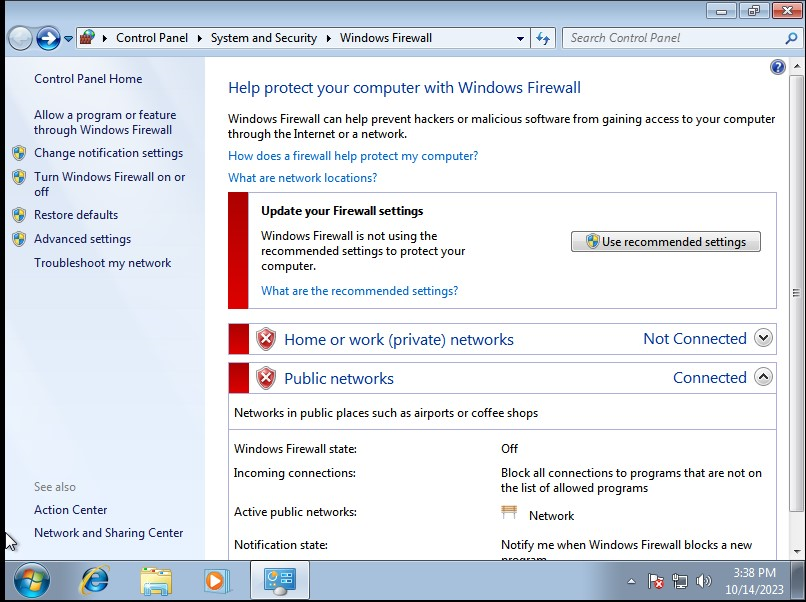 Control Panel
System and Security
Windows Firewall
Search Control Panel
Control Panel Home
Allow a program or feature
through Windows Firewall
Change notification settings
Turn Windows Firewall on or
off
Restore defaults
Advanced settings
Troubleshoot my network
See also
Action Center
Network and Sharing Center
Help protect your computer with Windows Firewall
Windows Firewall can help prevent hackers or malicious software from gaining access to your computer
through the Internet or a network.
How does a firewall help protect my computer?
What are network locations?
Update your Firewall settings
Windows Firewall is not using the
recommended settings to protect your
computer.
Use recommended settings
What are the recommended settings?
Home or work (private) networks Not Connected
Public networks Connected
Networks in public places such as airports or coffee shops
Windows Firewall state: Off
Incoming connections: Block all connections to programs that are not on
the list of allowed programs
Active public networks: Network
Notification state: Notify me when Windows Firewall blocks a new
program
3:38 PM
10/14/2023